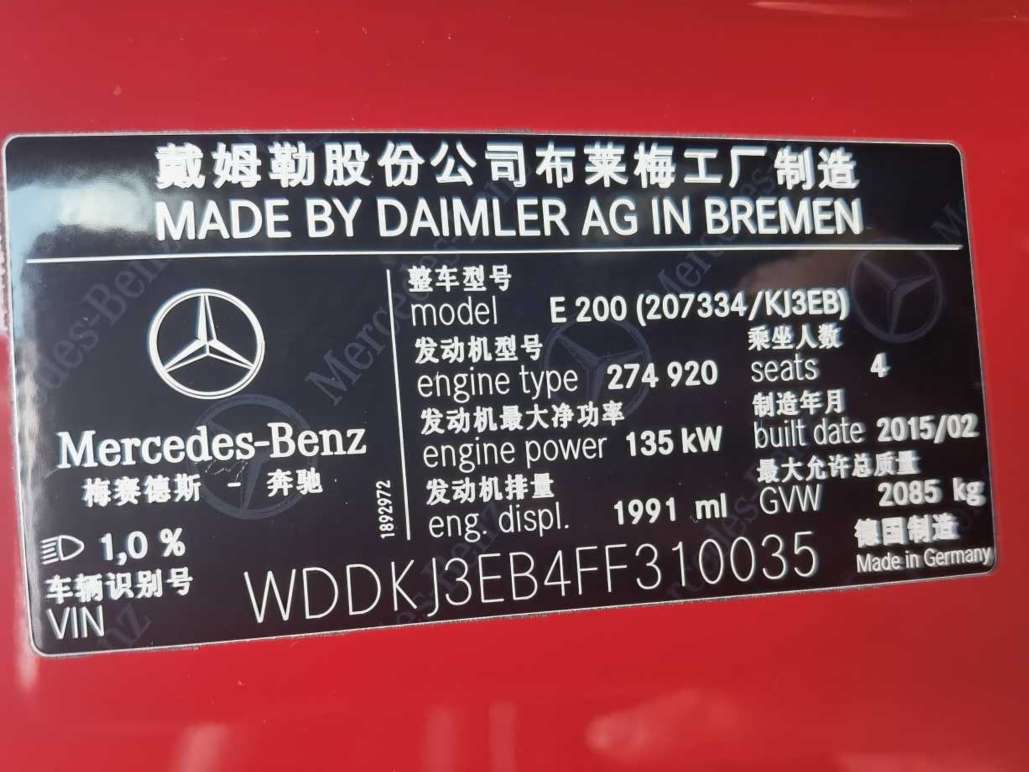 戴姆勒股份公司布莱梅工厂制造
MADE BY DAIMLER AG IN BREMEN
Mercedes-Benz
梅赛德斯 - 奔驰
1892972
整车型号
model E 200 (207334/KJ3EB)
发动机型号 乘坐人数
engine type 274 920 seats 4
发动机最大净功率 制造年月
engine power 135 kW built date 2015/02
发动机排量 最大允许总质量
eng. displ. 1991 ml GVW 2085 kg
1,0 % 德国制造
Made in Germany
车辆识别号
VIN WDDKJ3EB4FF310035